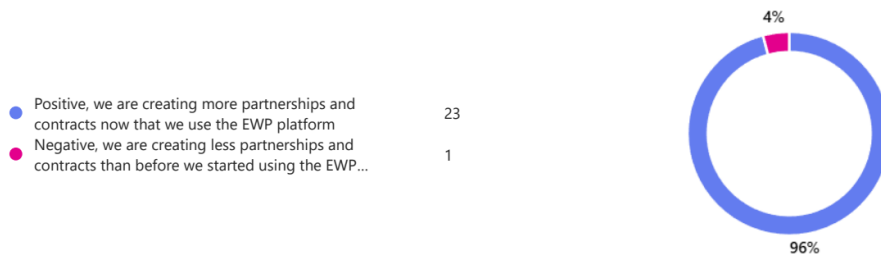 4%
Positive, we are creating more partnerships and
contracts now that we use the EWP platform
23
Negative, we are creating less partnerships and
contracts than before we started using the EWP...
1
96%